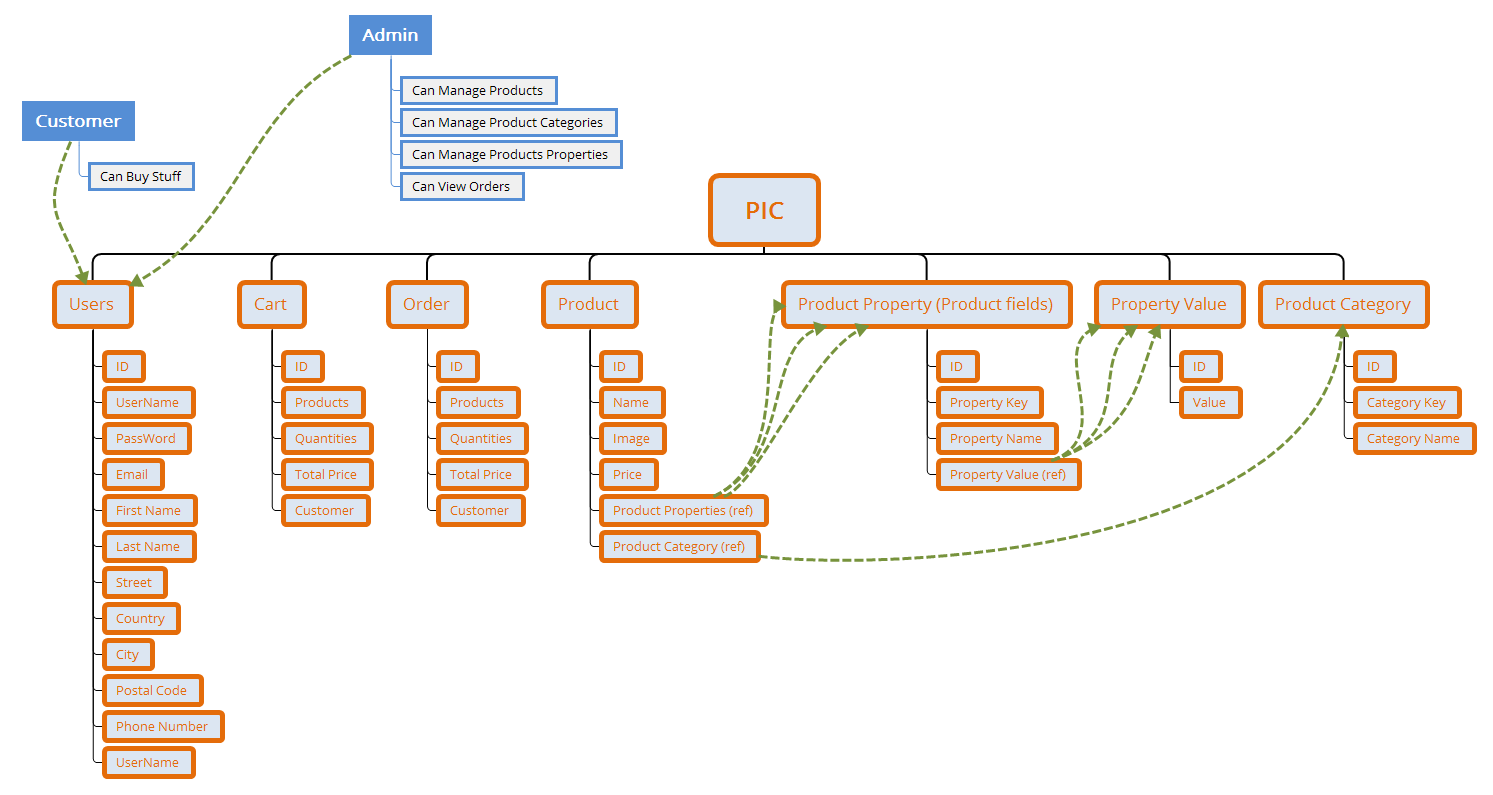 Admin
Can Manage Products
Can Manage Product Categories
Can Manage Products Properties
Can View Orders
Customer
Can Buy Stuff
PIC
Users
ID
UserName
PassWord
Email
First Name
Last Name
Street
Country
City
Postal Code
Phone Number
UserName
Cart
ID
Products
Quantities
Total Price
Customer
Order
ID
Products
Quantities
Total Price
Customer
Product
ID
Name
Image
Price
Product Properties (ref)
Product Category (ref)
Product Property (Product fields)
ID
Property Key
Property Name
Property Value (ref)
Property Value
ID
Value
Product Category
ID
Category Key
Category Name